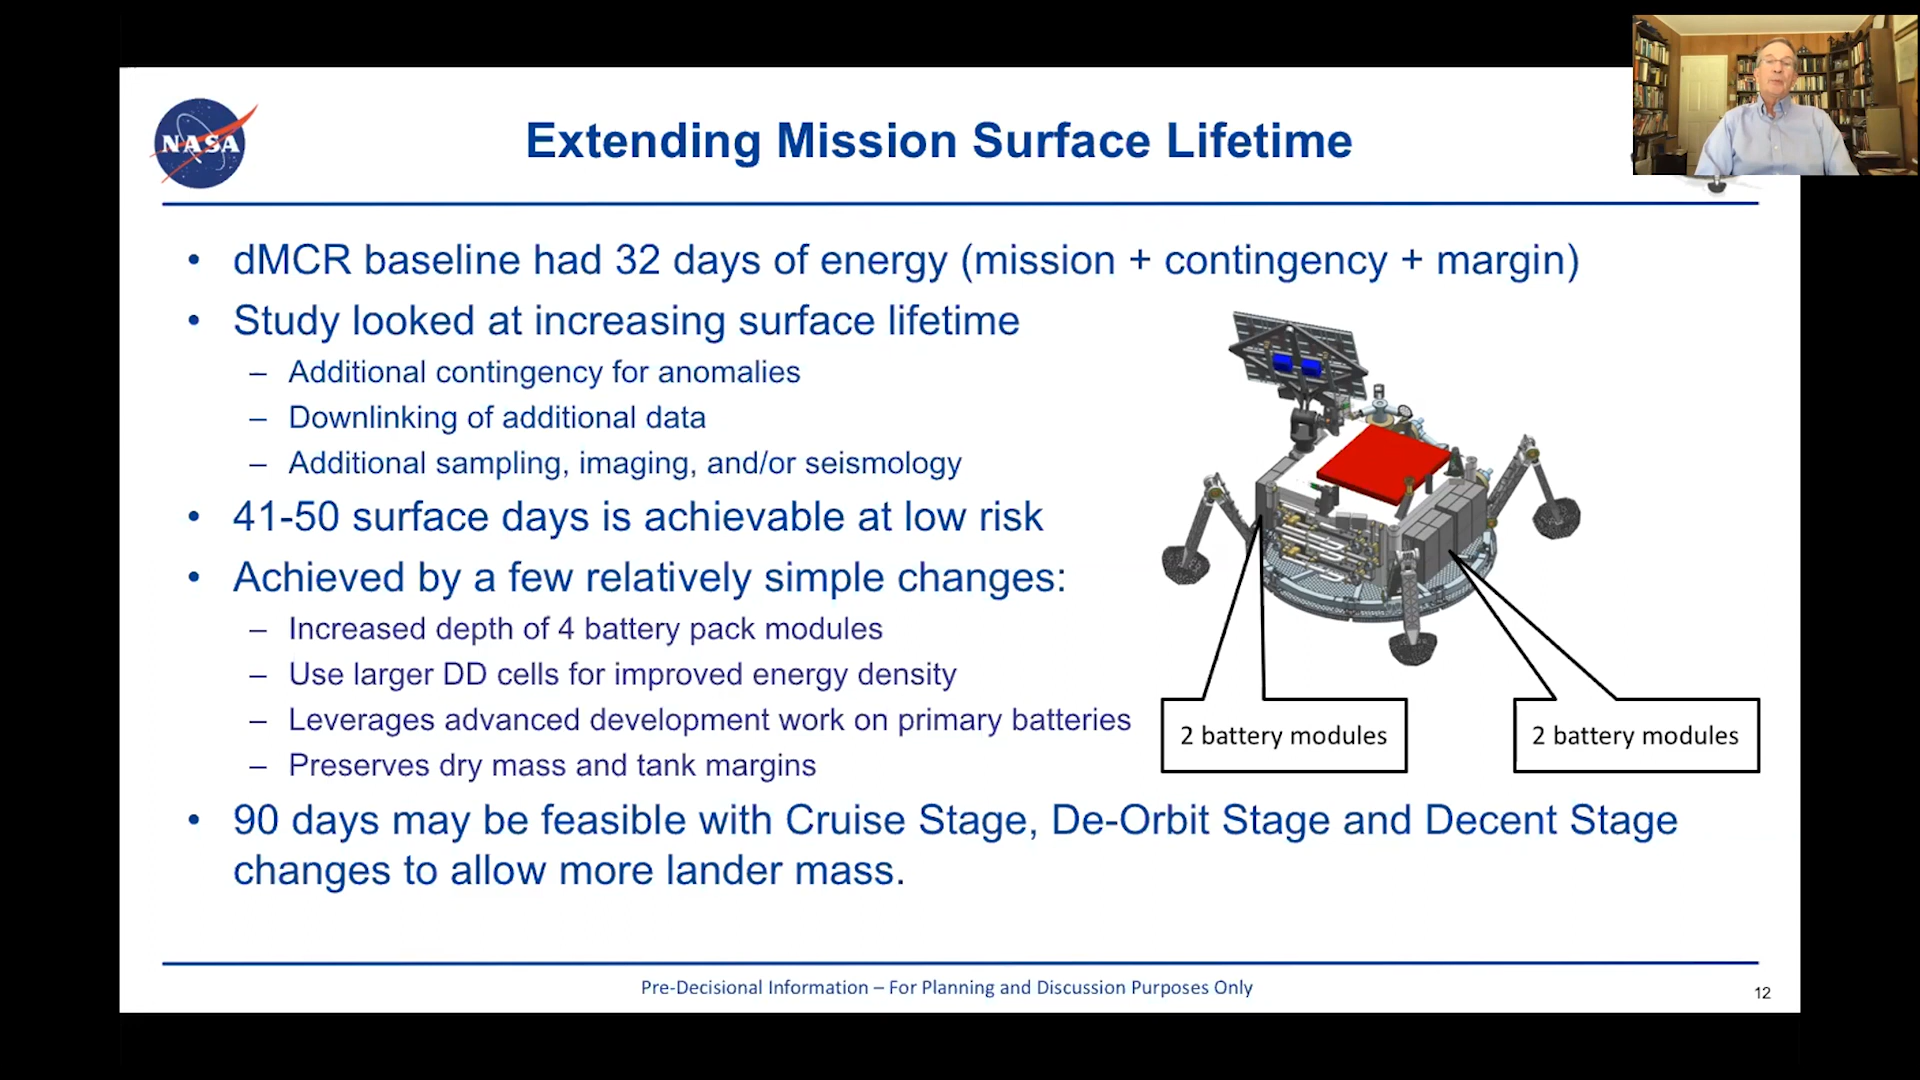 NASA
Extending Mission Surface Lifetime
• dMCR baseline had 32 days of energy (mission + contingency + margin)
• Study looked at increasing surface lifetime
– Additional contingency for anomalies
– Downlinking of additional data
– Additional sampling, imaging, and/or seismology
• 41-50 surface days is achievable at low risk
• Achieved by a few relatively simple changes:
– Increased depth of 4 battery pack modules
– Use larger DD cells for improved energy density
– Leverages advanced development work on primary batteries
– Preserves dry mass and tank margins
2 battery modules
2 battery modules
• 90 days may be feasible with Cruise Stage, De-Orbit Stage and Decent Stage
changes to allow more lander mass.
Pre-Decisional Information – For Planning and Discussion Purposes Only
12